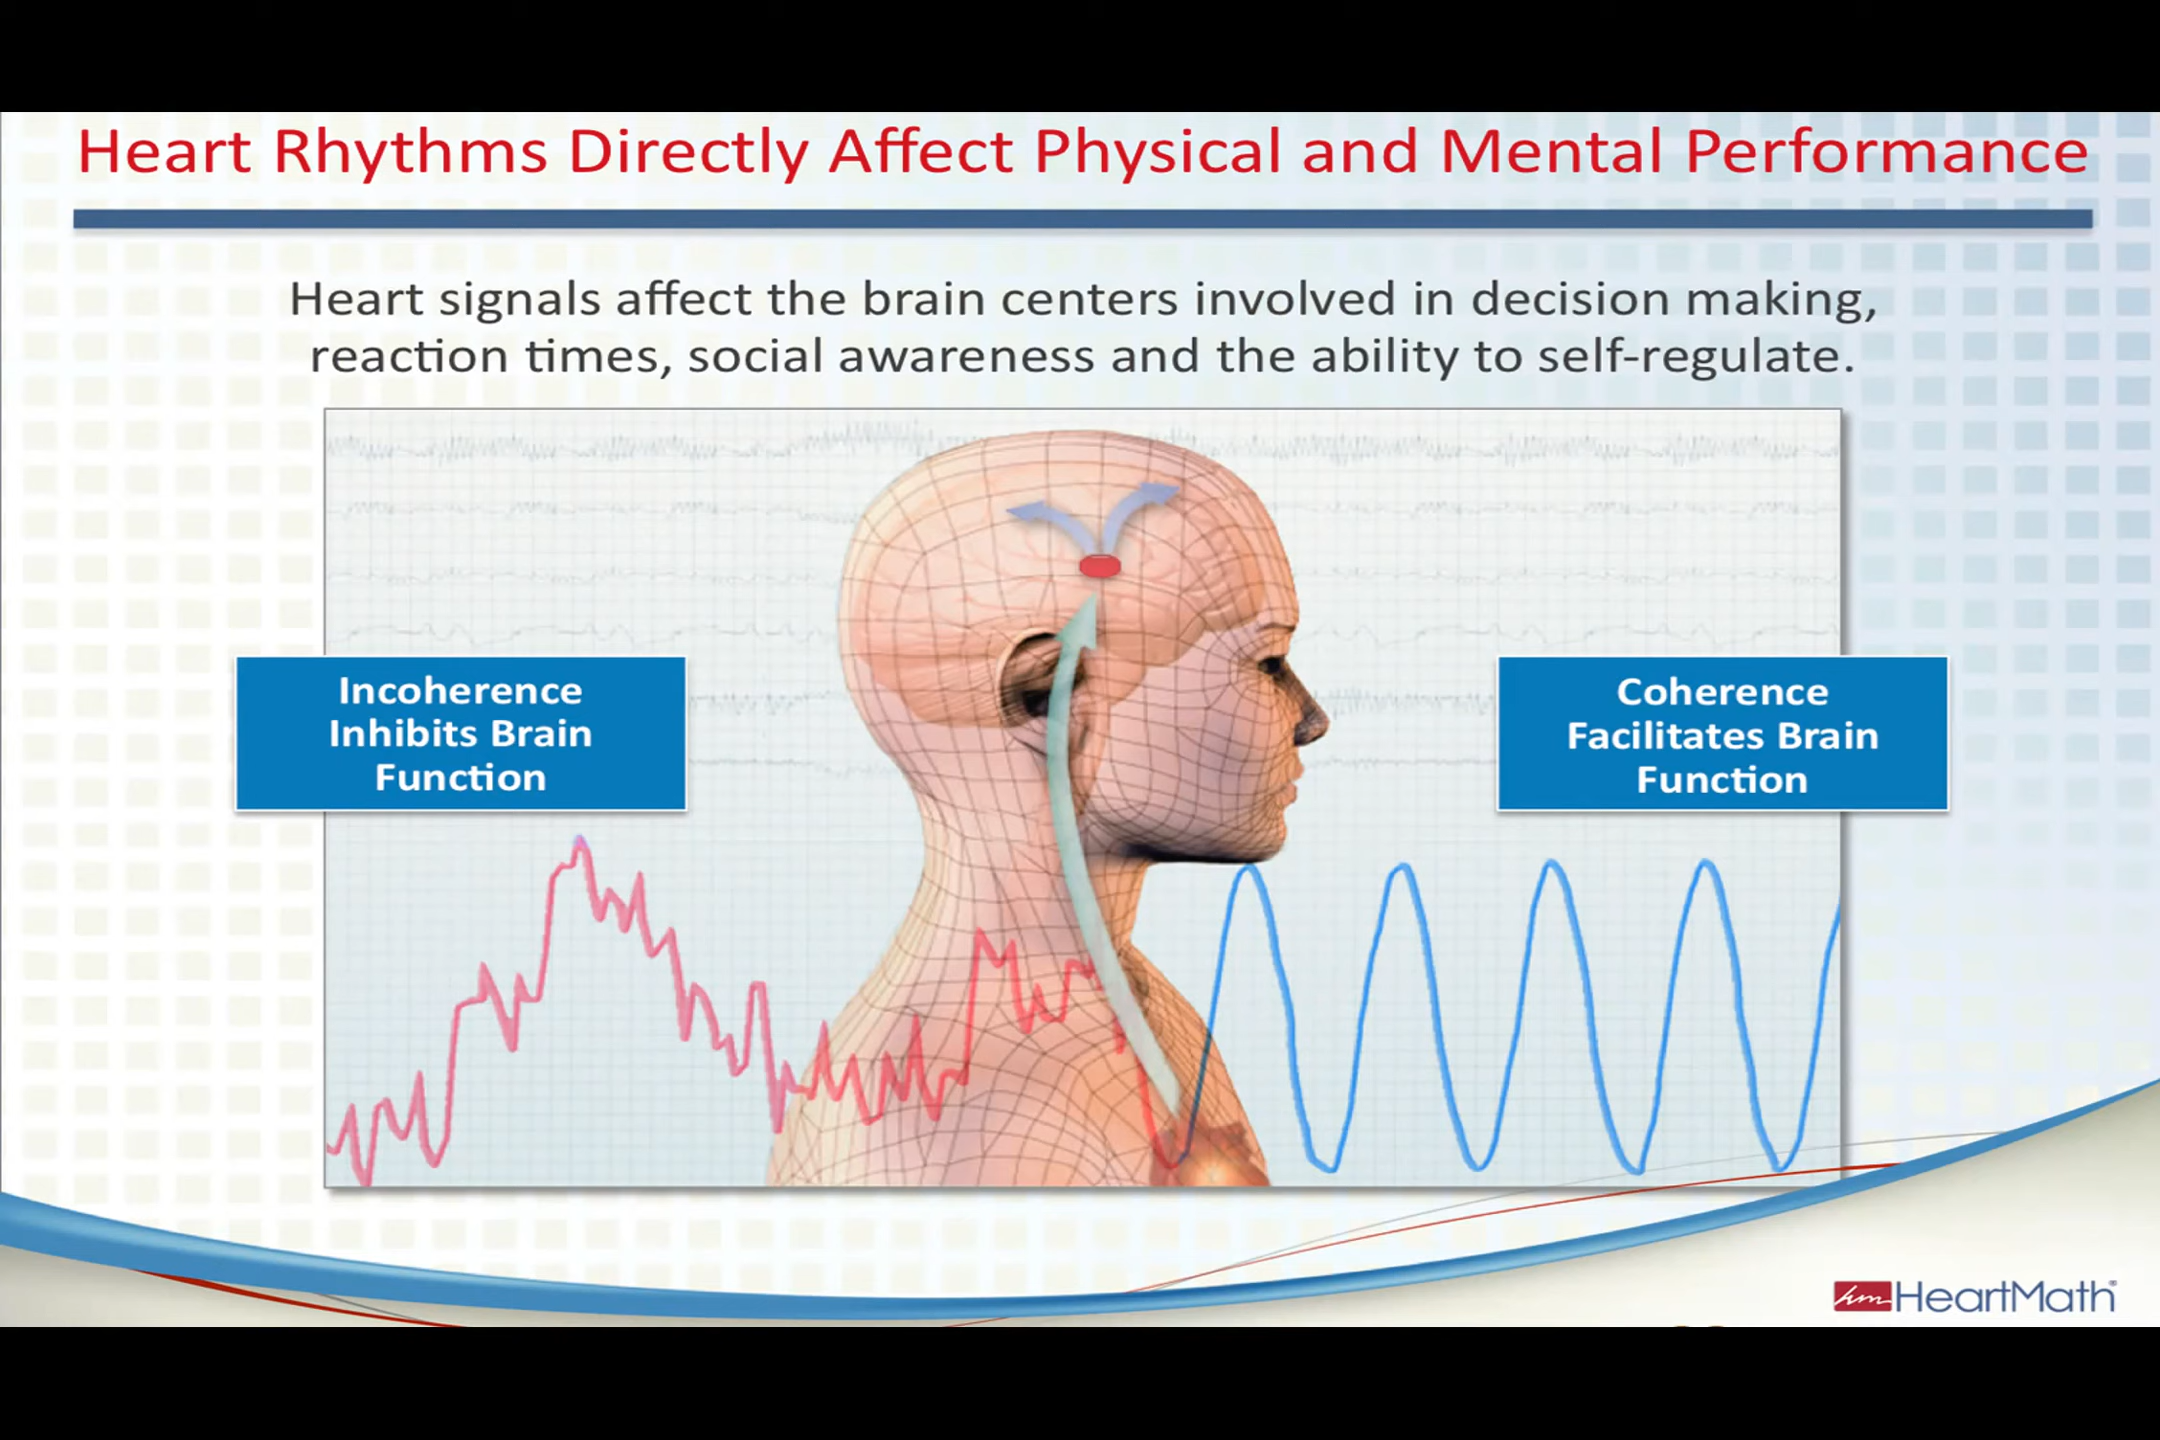 Heart Rhythms Directly Affect Physical and Mental Performance
Heart signals affect the brain centers involved in decision making,
reaction times, social awareness and the ability to self-regulate.
Incoherence
Inhibits Brain
Function
Coherence
Facilitates Brain
Function
hm HeartMath®